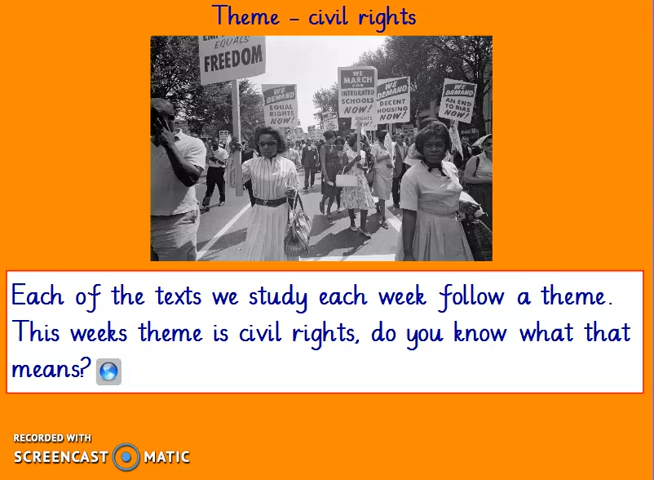 Theme - civil rights
EQUALS
FREEDOM
WE DEMAND
EQUAL
RIGHTS
NOW!
WE
MARCH
FOR
INTEGRATED
SCHOOLS
NOW!
WE DEMAND
DECENT
HOUSING
NOW!
WE DEMAND
AN END
TO BIAS
NOW!
Each of the texts we study each week follow a theme.
This weeks theme is civil rights, do you know what that
means?
RECORDED WITH
SCREENCAST MATIC